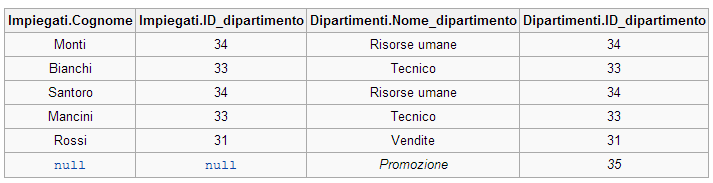 Impiegati.Cognome Impiegati.ID_dipartimento Dipartimenti.Nome_dipartimento Dipartimenti.ID_dipartimento
Monti 34 Risorse umane 34
Bianchi 33 Tecnico 33
Santoro 34 Risorse umane 34
Mancini 33 Tecnico 33
Rossi 31 Vendite 31
null null Promozione 35